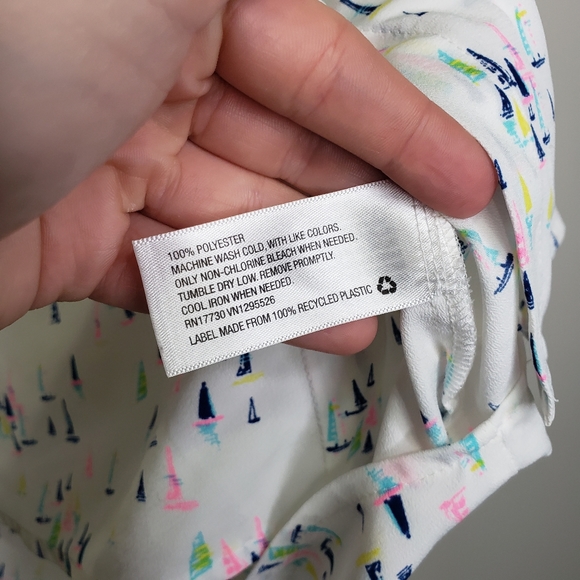 100% POLYESTER
MACHINE WASH COLD, WITH LIKE COLORS.
ONLY NON-CHLORINE BLEACH WHEN NEEDED.
TUMBLE DRY LOW. REMOVE PROMPTLY.
COOL IRON WHEN NEEDED.
RN17730 VN1295526
LABEL MADE FROM 100% RECYCLED PLASTIC